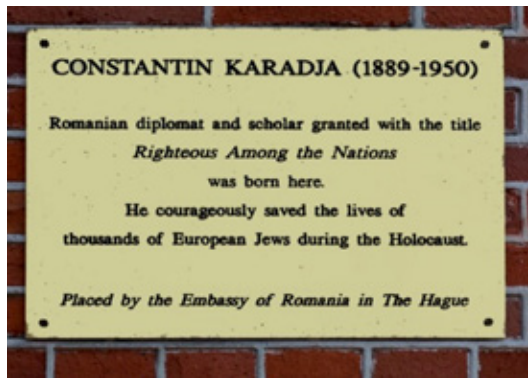 CONSTANTIN KARADJA (1889-1950)
Romanian diplomat and scholar granted with the title
Righteous Among the Nations
was born here.
He courageously saved the lives of
thousands of European Jews during the Holocaust.
Placed by the Embassy of Romania in The Hague